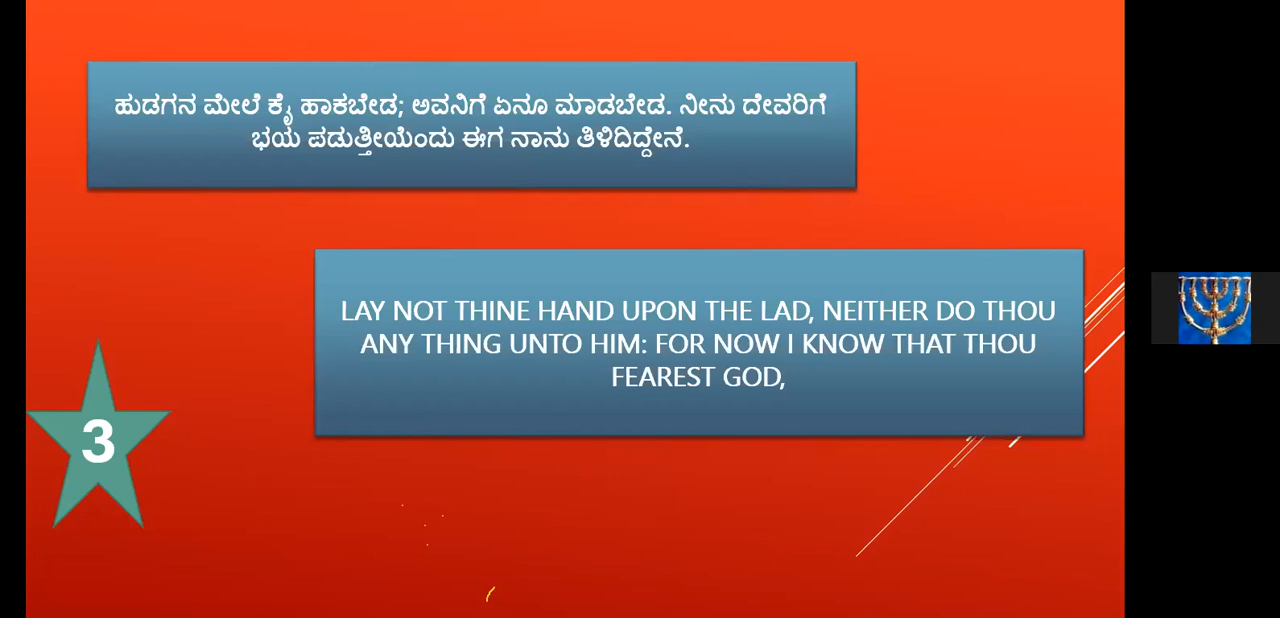 ಹುಡಗನ ಮೇಲೆ ಕೈ ಹಾಕಬೇಡ; ಅವನಿಗೆ ಏನೂ ಮಾಡಬೇಡ. ನೀನು ದೇವರಿಗೆ
ಭಯ ಪಡುತ್ತೀಯೆಂದು ಈಗ ನಾನು ತಿಳಿದಿದ್ದೇನೆ.
LAY NOT THINE HAND UPON THE LAD, NEITHER DO THOU
ANY THING UNTO HIM: FOR NOW I KNOW THAT THOU
FEAREST GOD,
3